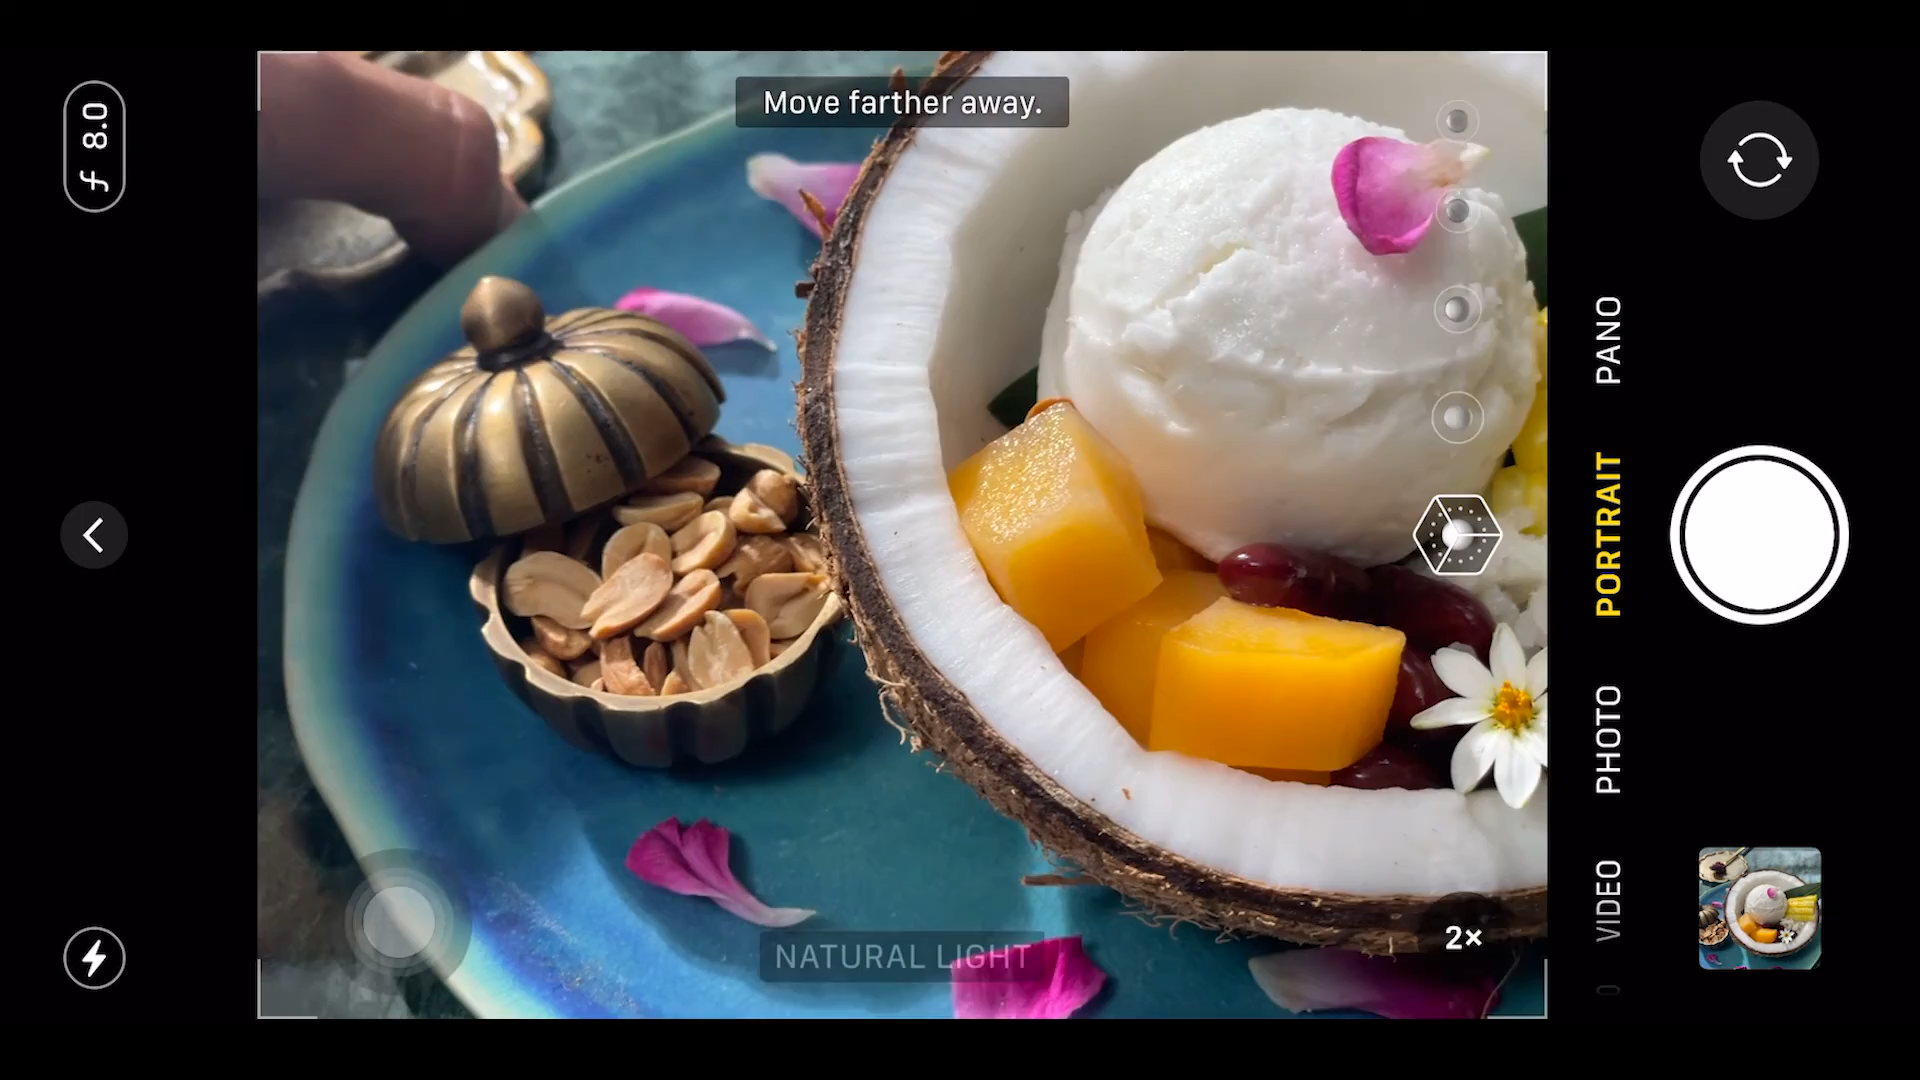 Move farther away.
f 8.0
PANO
PORTRAIT
PHOTO
VIDEO
NATURAL LIGHT
2×